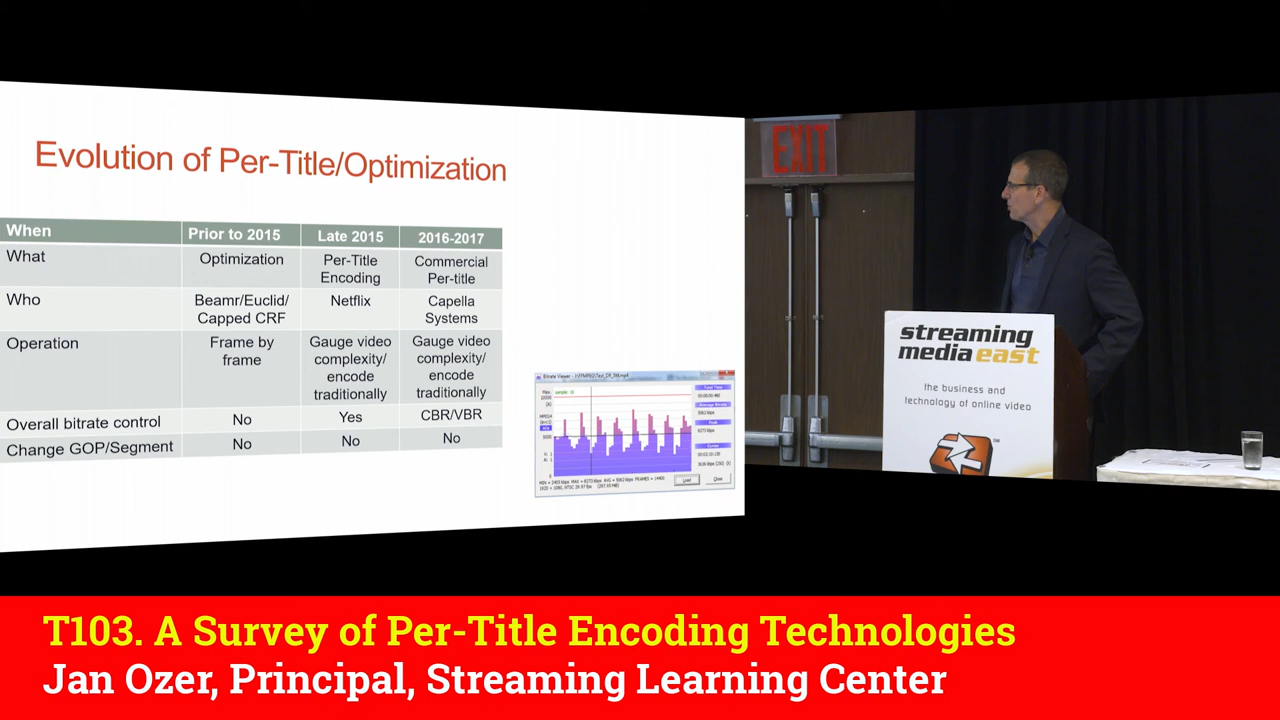 Evolution of Per-Title/Optimization
When Prior to 2015 Late 2015 2016-2017
What Optimization Per-Title Encoding Commercial Per-title
Who Beamr/Euclid/ Capped CRF Netflix Capella Systems
Operation Frame by frame Gauge video complexity/ encode traditionally Gauge video complexity/ encode traditionally
Overall bitrate control No Yes CBR/VBR
Change GOP/Segment No No No
Bitrate Viewer
Load
Close
EXIT
streaming
media east
the business and
technology of online video
T103. A Survey of Per-Title Encoding Technologies
Jan Ozer, Principal, Streaming Learning Center